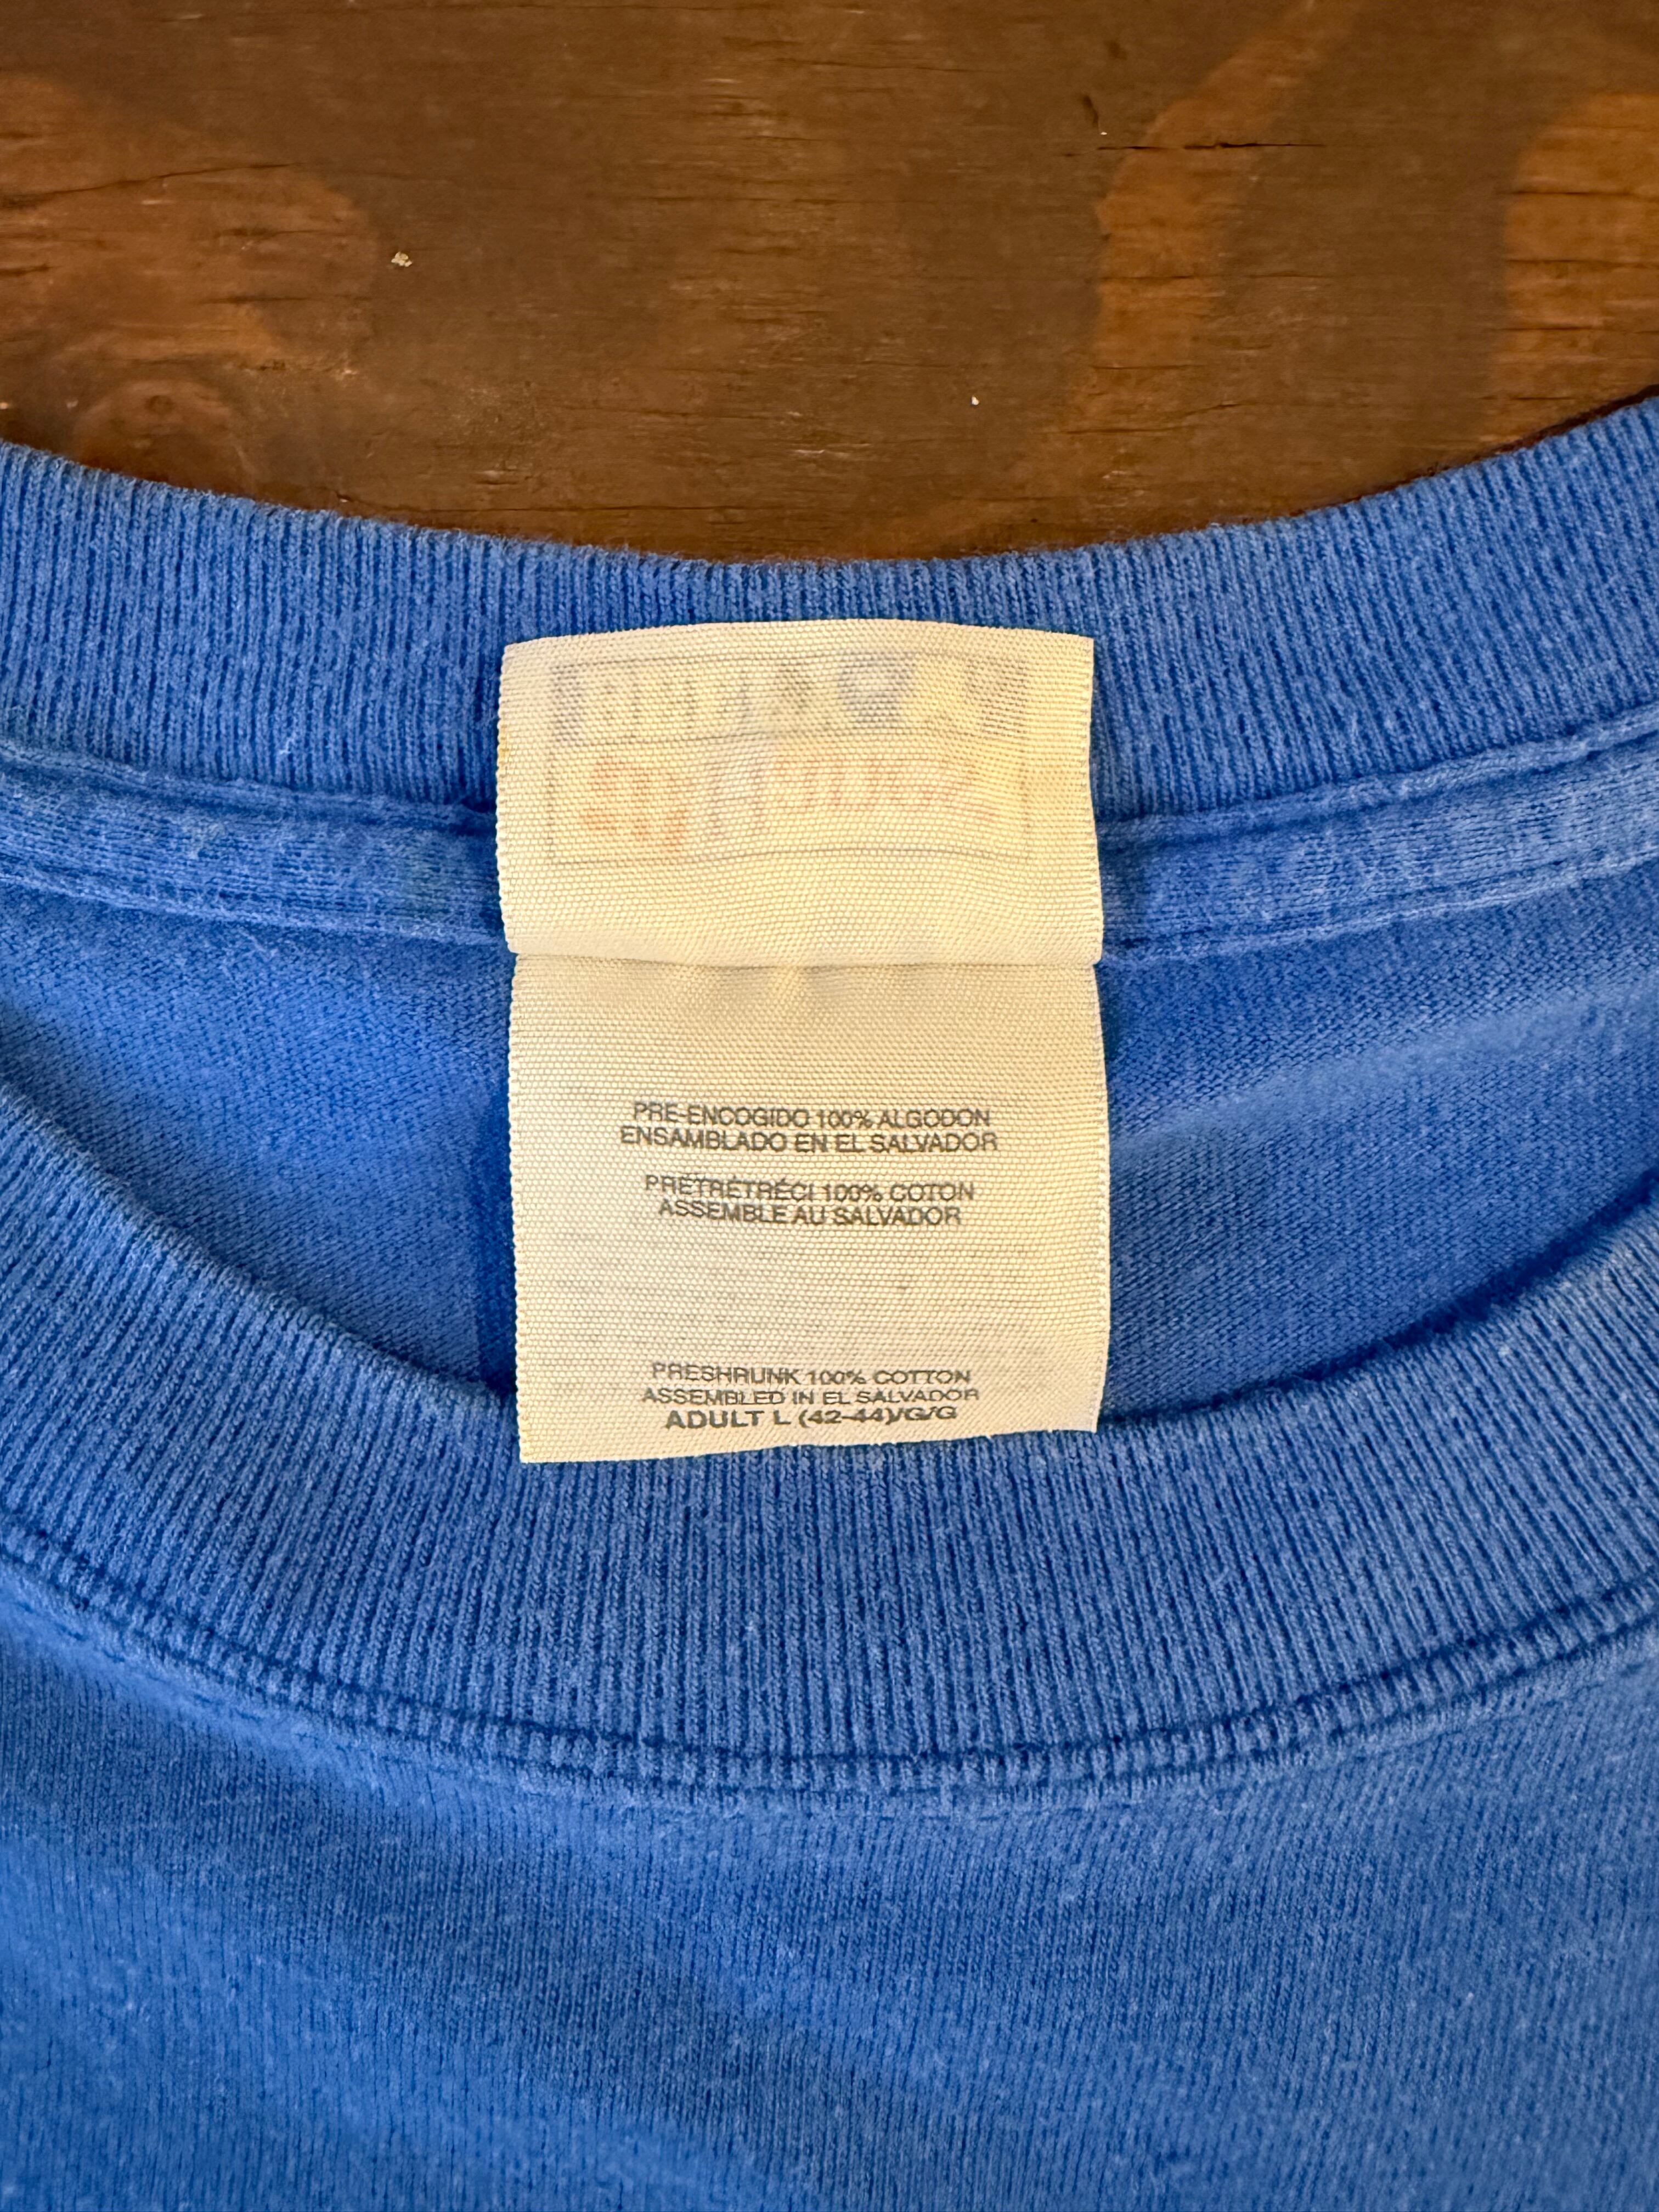 PRE-ENCOGIDO 100% ALGODON
ENSAMBLADO EN EL SALVADOR
PRÉTRÉTRÉCI 100% COTON
ASSEMBLE AU SALVADOR
PRESHRUNK 100% COTTON
ASSEMBLED IN EL SALVADOR
ADULT L (42-44)/G/G